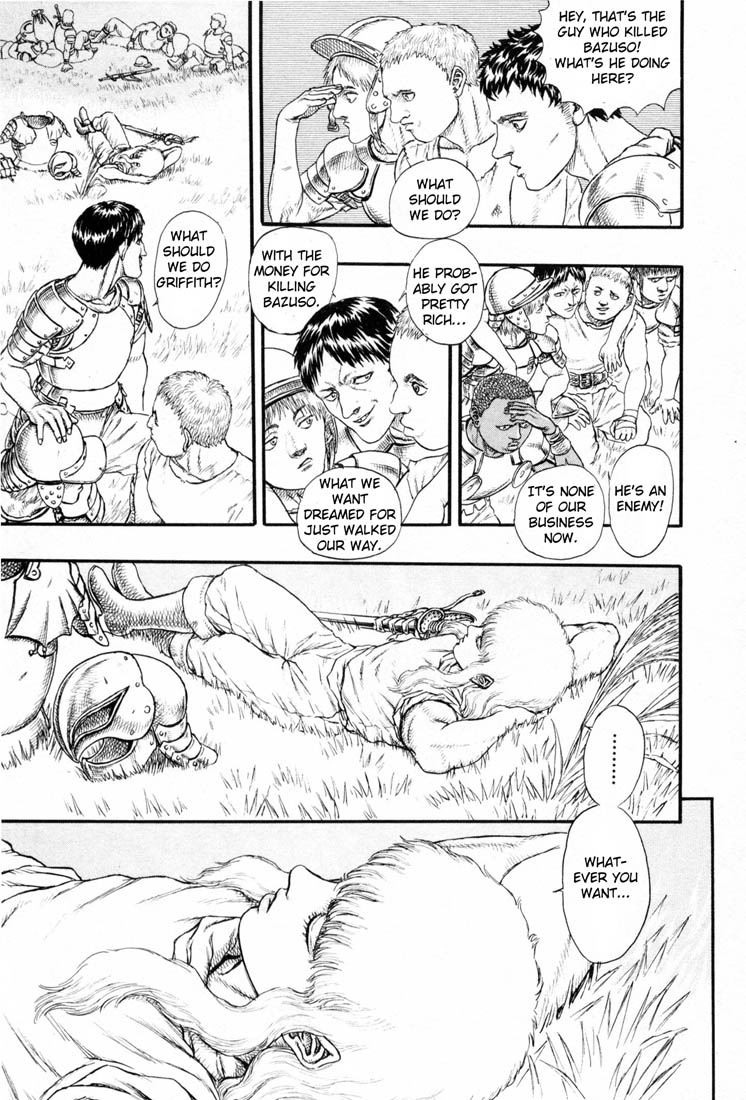 HEY, THAT'S THE
GUY WHO KILLED
BAZUSO!
WHAT'S HE DOING
HERE?
WHAT
SHOULD
WE DO?
HE'S AN
ENEMY!
IT'S NONE
OF OUR
BUSINESS
NOW.
HE PROB-
ABLY GOT
PRETTY
RICH...
WITH THE
MONEY FOR
KILLING
BAZUSO.
WHAT WE
WANT
DREAMED FOR
JUST WALKED
OUR WAY.
WHAT
SHOULD
WE DO
GRIFFITH?
........
WHAT-
EVER YOU
WANT...